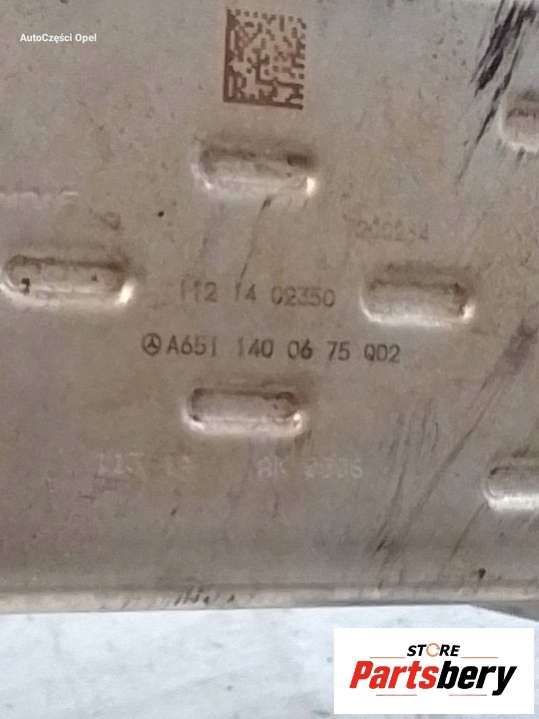 AutoCzęści Opel
112 14 02350
A651 140 06 75 Q02
STORE
Partsbery